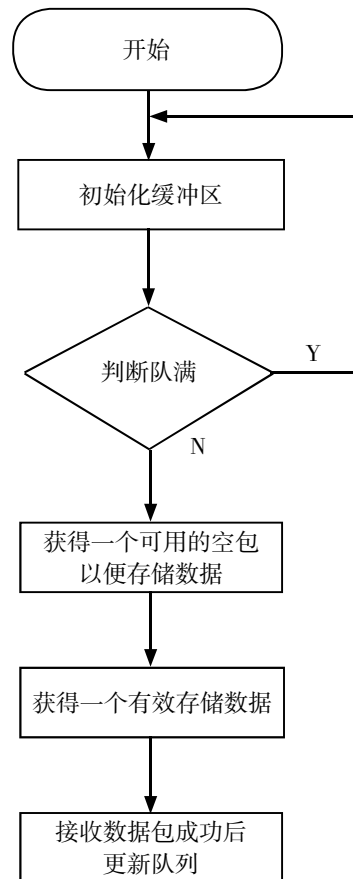 开始
初始化缓冲区
判断队满
Y
N
获得一个可用的空包
以便存储数据
获得一个有效存储数据
接收数据包成功后
更新队列